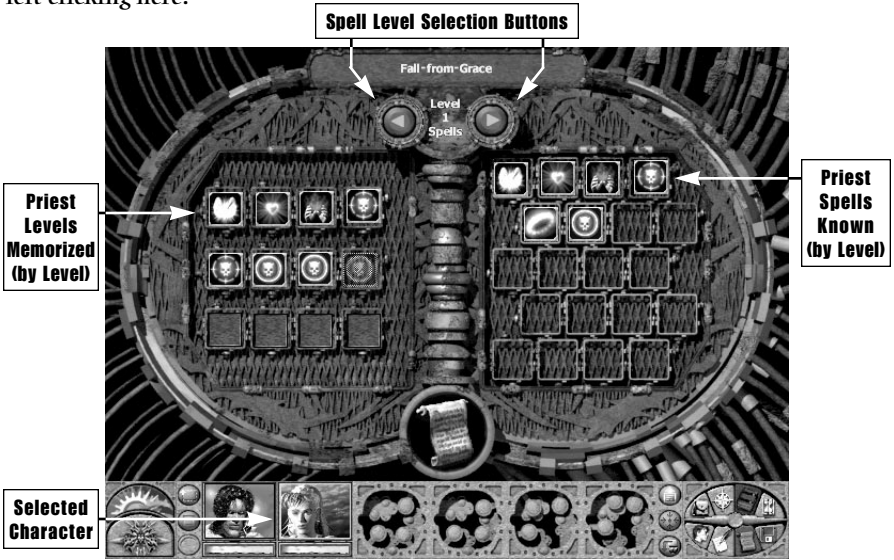 left clicking here.
Spell Level Selection Buttons
Fall-from-Grace
Level
1
Spells
Priest
Levels
Memorized
(by Level)
Priest
Spells
Known
(by Level)
Selected
Character